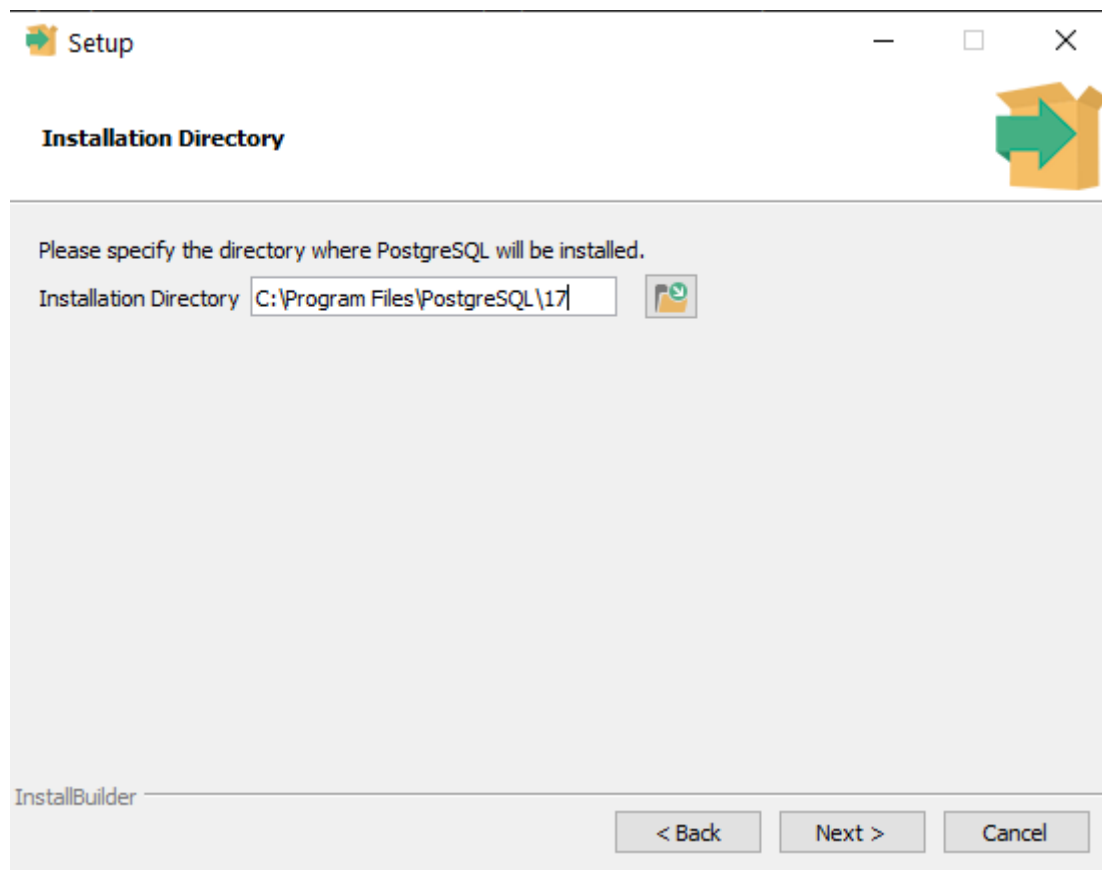 Setup
Installation Directory
Please specify the directory where PostgreSQL will be installed.
Installation Directory C:\Program Files\PostgreSQL\17
InstallBuilder
< Back Next > Cancel